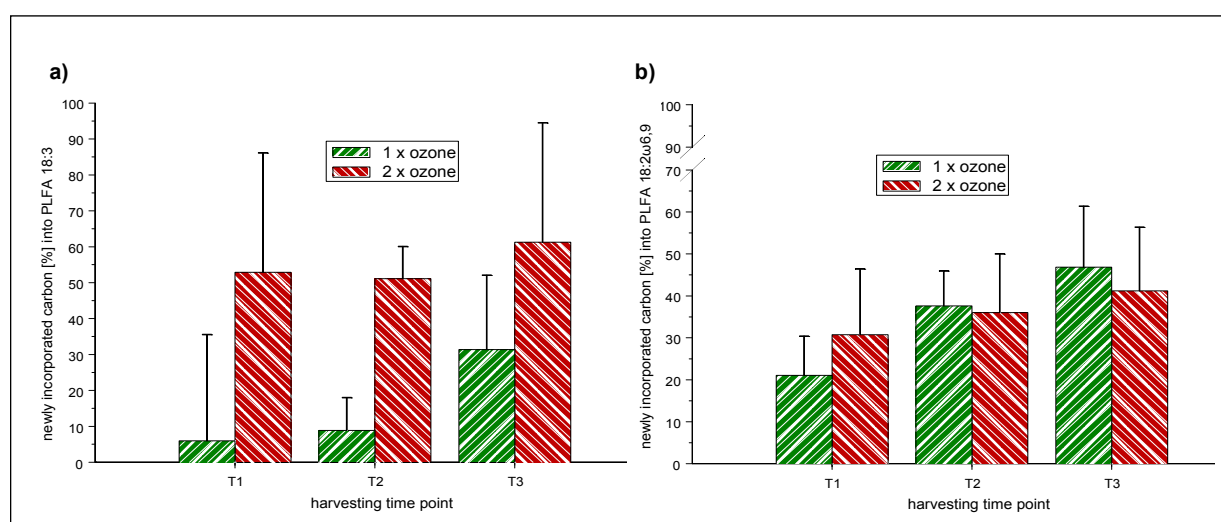 a)
newly incorporated carbon [%] into PLFA 18:3
100
90
80
70
60
50
40
30
20
10
0
1 x ozone
2 x ozone
T1
T2
T3
harvesting time point
b)
newly incorporated carbon [%] into PLFA 18:2ω6,9
100
90
70
60
50
40
30
20
10
0
1 x ozone
2 x ozone
T1
T2
T3
harvesting time point